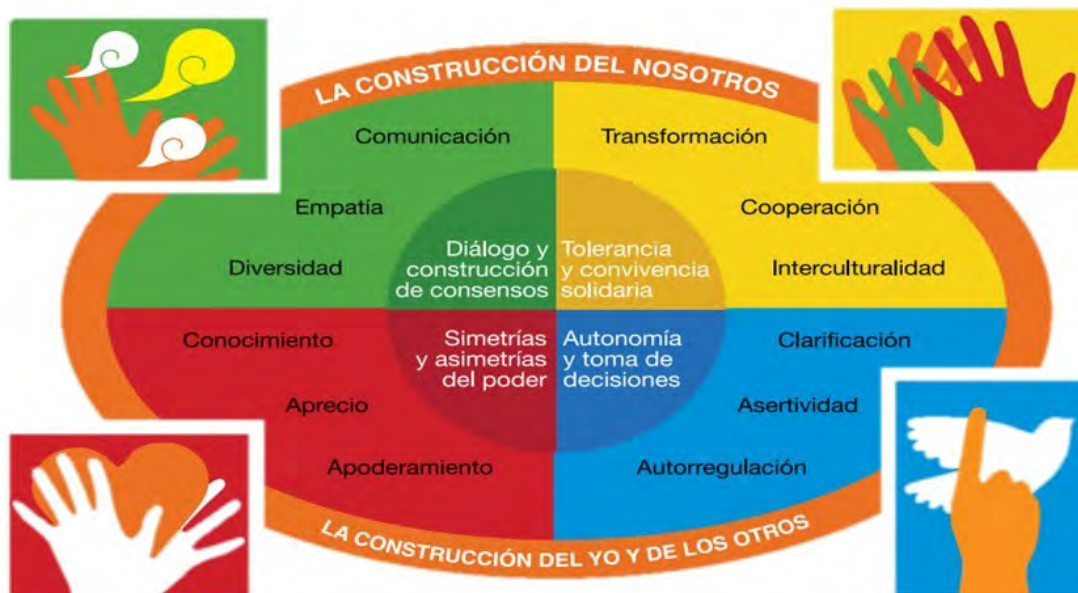 LA CONSTRUCCIÓN DEL NOSOTROS
Comunicación
Empatía
Diversidad
Diálogo y
construcción
de consensos
Transformación
Cooperación
Interculturalidad
Tolerancia
y convivencia
solidaria
Conocimiento
Aprecio
Apoderamiento
Simetrías
y asimetrías
del poder
Clarificación
Asertividad
Autorregulación
Autonomía
y toma de
decisiones
LA CONSTRUCCIÓN DEL YO Y DE LOS OTROS